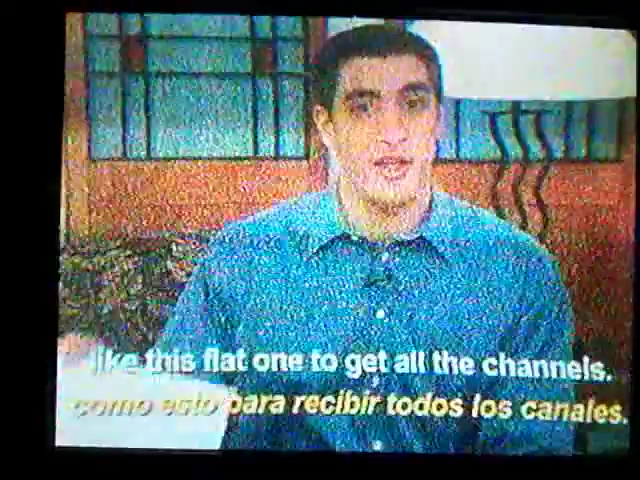 like this flat one to get all the channels.
como esto para recibir todos los canales.